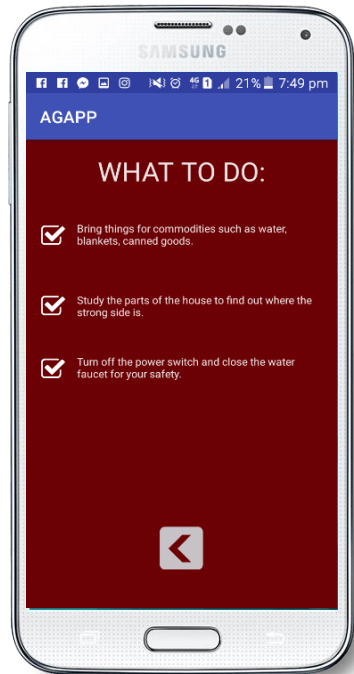 SAMSUNG
4G 1 21% 7:49 pm
AGAPP
WHAT TO DO:
Bring things for commodities such as water,
blankets, canned goods.
Study the parts of the house to find out where the
strong side is.
Turn off the power switch and close the water
faucet for your safety.